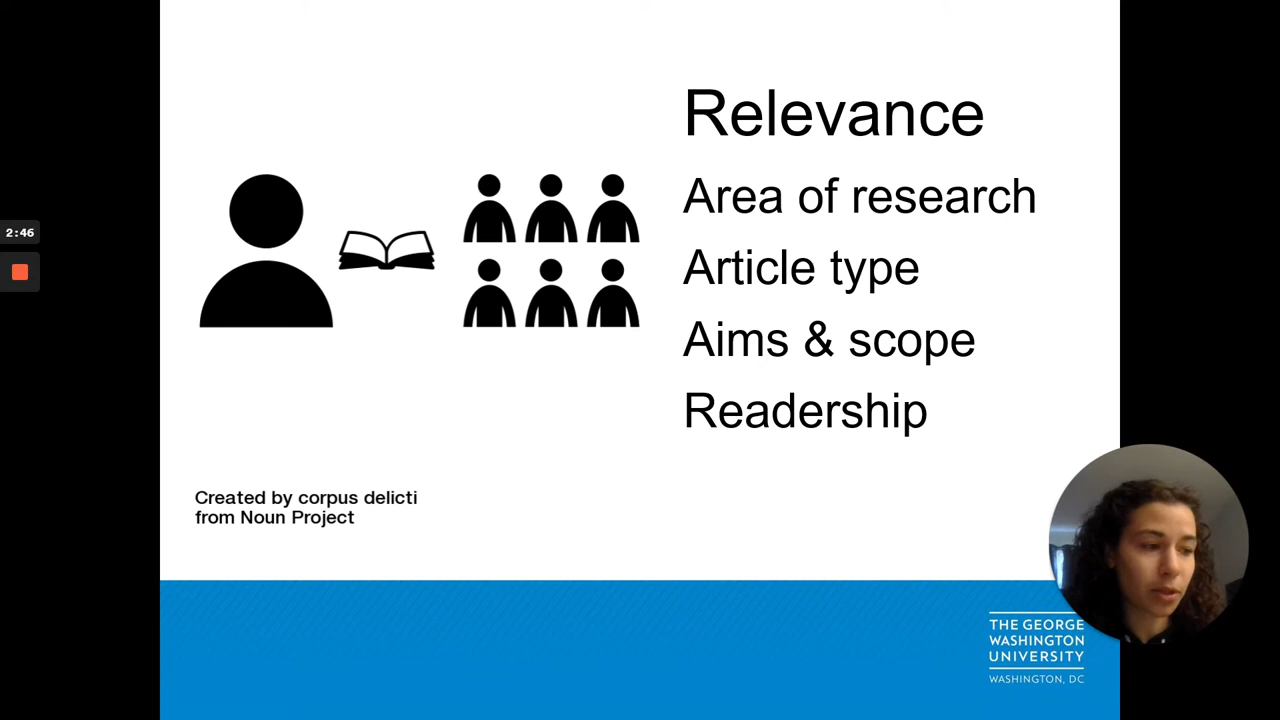 Relevance
Area of research
Article type
Aims & scope
Readership
2:46
Created by corpus delicti
from Noun Project
THE GEORGE
WASHINGTON
UNIVERSITY
WASHINGTON, DC